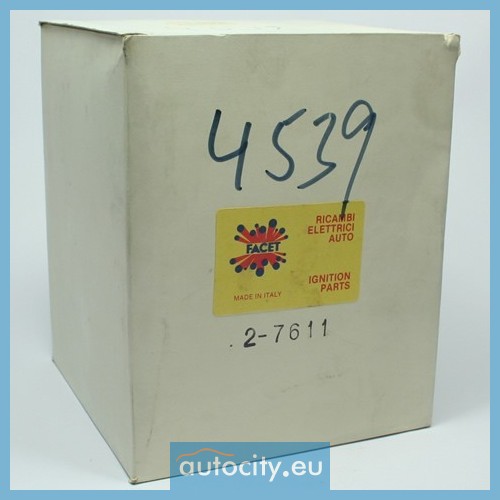 4539
FACET
MADE IN ITALY
RICAMBI
ELETTRICI
AUTO
IGNITION
PARTS
. 2-7611
autocity.eu